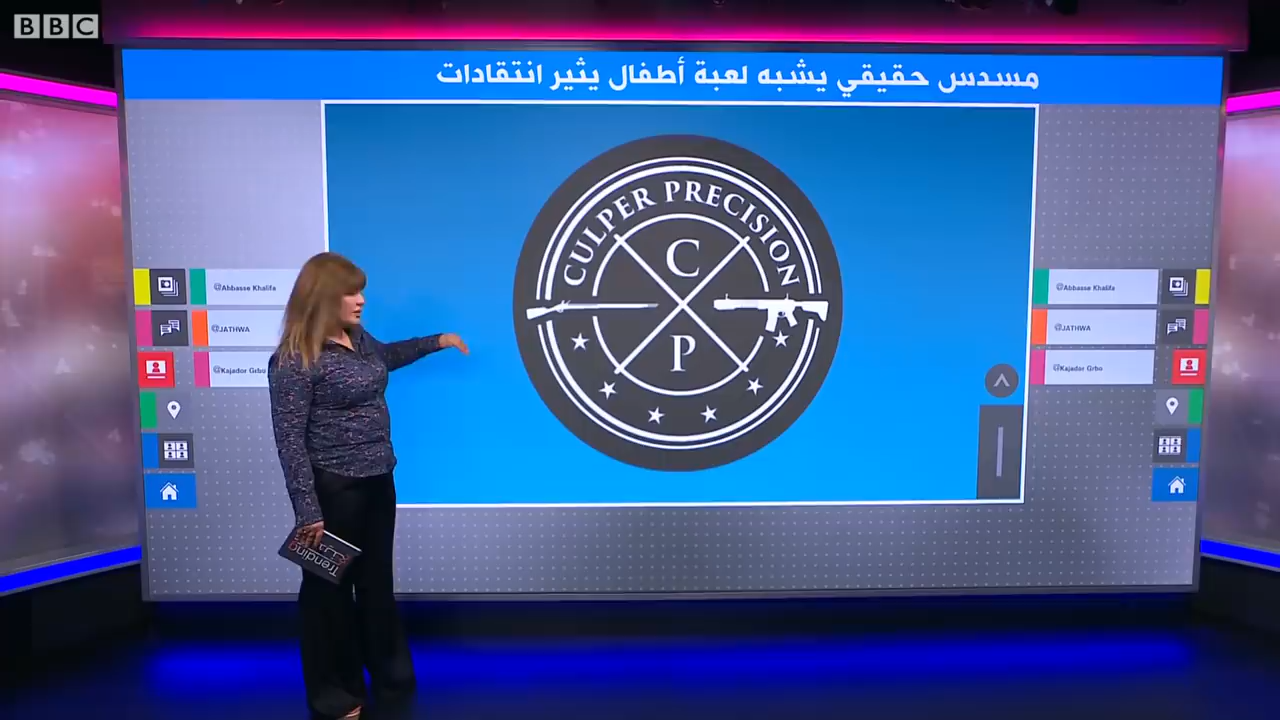 BBC
مسدس حقيقي يشبه لعبة أطفال يثير انتقادات
CULPER PRECISION
C
P
@Abbasse Khalifa
@JATHWA
@Kajador Grbo
@Abbasse Khalifa
@JATHWA
@Kajador Grbo
Trending